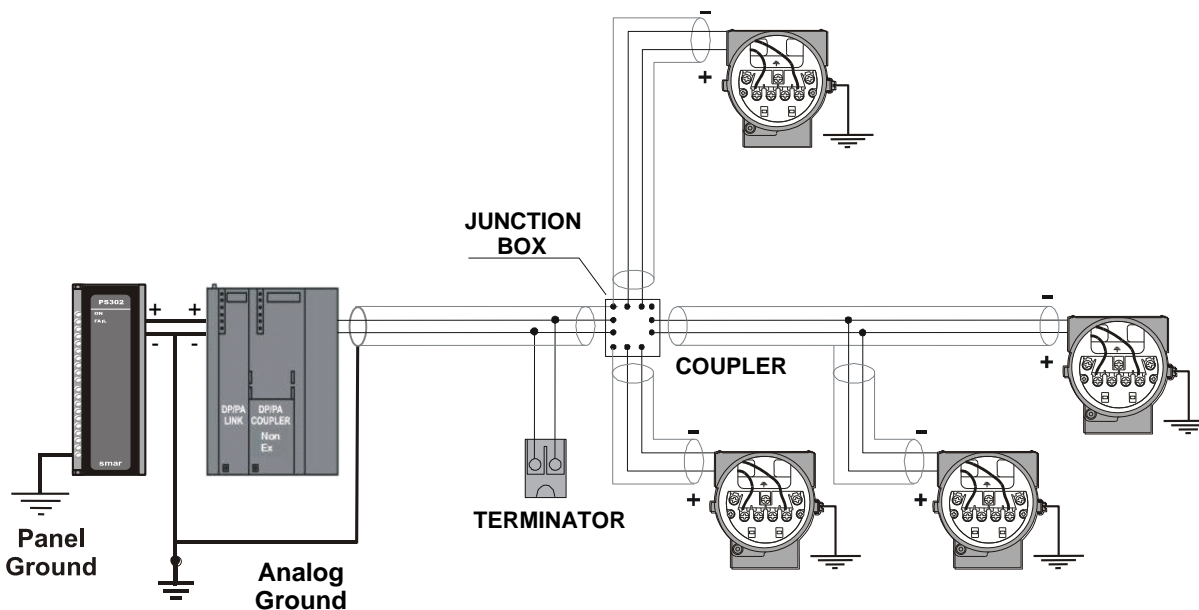 -
+
JUNCTION
BOX
PS302
ON
FAIL
+ +
- -
-
COUPLER
+
DP/PA
LINK
DP/PA
COUPLER
Non
Ex
smar
-
+
-
+
TERMINATOR
Panel
Ground
Analog
Ground